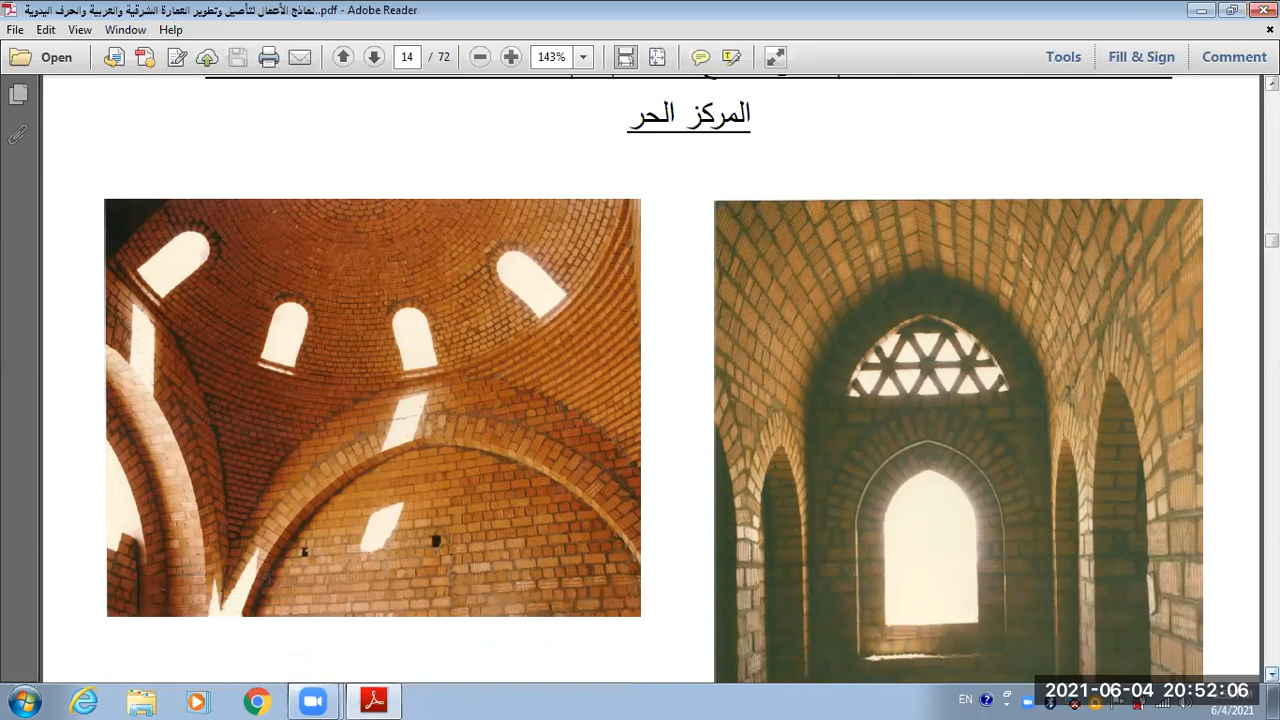 نماذج الأعمال لتأصيل وتطوير العمارة الشرقية والعربية والحرف اليدوية..pdf - Adobe Reader
File Edit View Window Help
Open 14 / 72 143% Tools Fill & Sign Comment
المركز الحر
EN
2021-06-04 20:52:06
6/4/2021